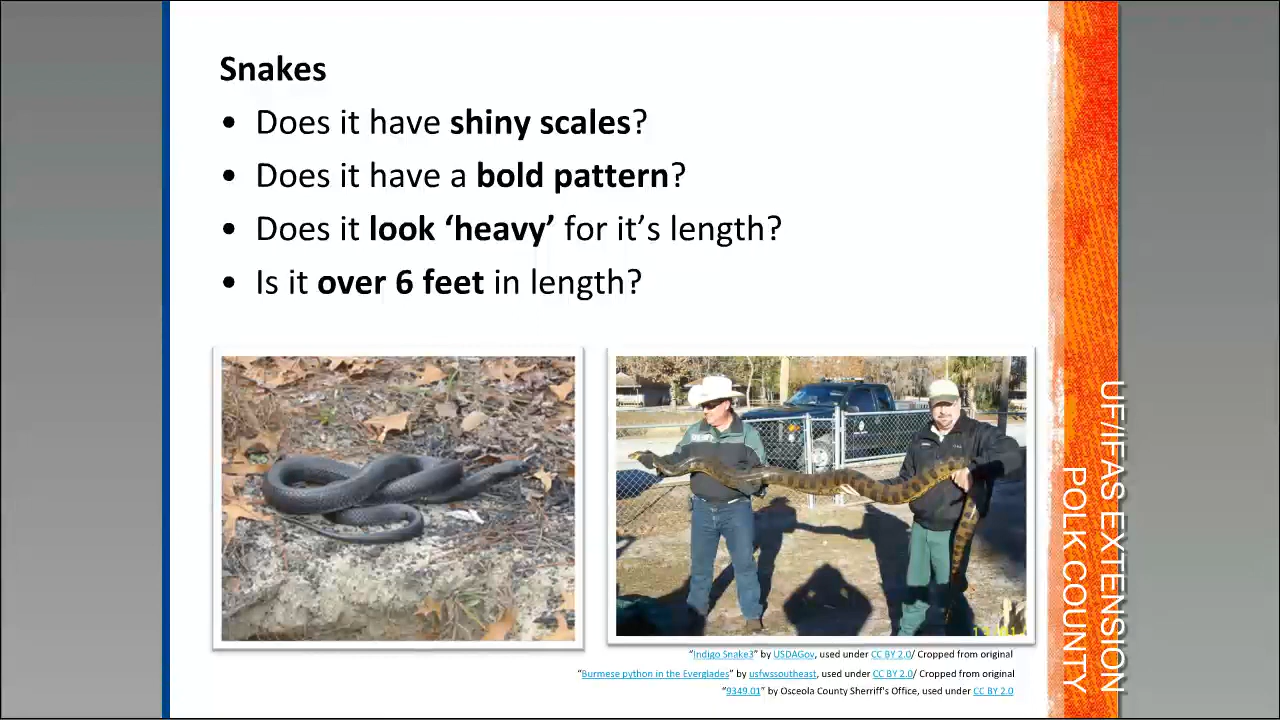 Snakes
• Does it have shiny scales?
• Does it have a bold pattern?
• Does it look ‘heavy’ for it’s length?
• Is it over 6 feet in length?
“Indigo Snake3” by USDAGov, used under CC BY 2.0/ Cropped from original
“Burmese python in the Everglades” by usfwssoutheast, used under CC BY 2.0/ Cropped from original
“9349.01” by Osceola County Sherriff’s Office, used under CC BY 2.0
UF/IFAS EXTENSION
POLK COUNTY